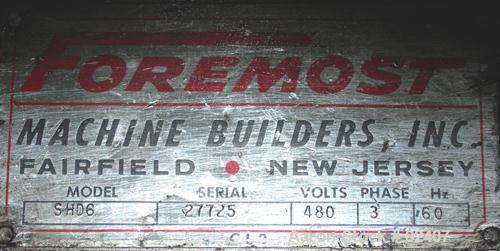 FOREMOST
MACHINE BUILDERS, INC.
FAIRFIELD • NEW JERSEY
MODEL SERIAL VOLTS PHASE Hz
SHD6 27725 480 3 60